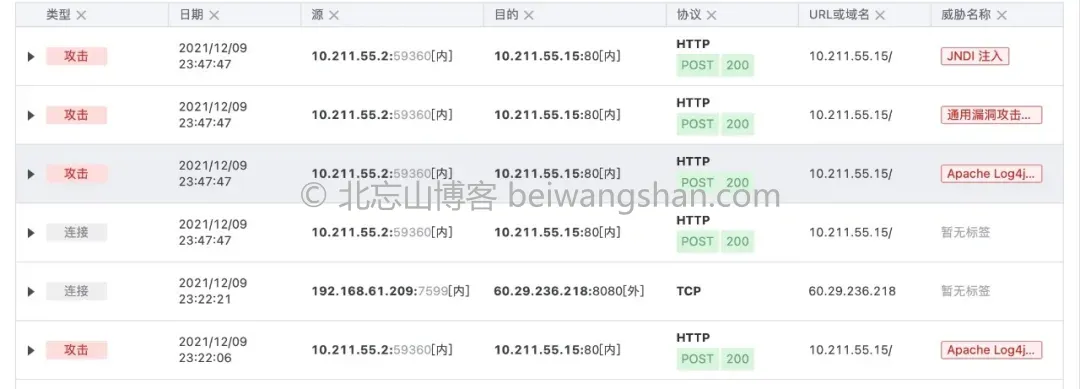 类型 日期 源 目的 协议 URL或域名 威胁名称
攻击 2021/12/09 23:47:47 10.211.55.2:59360[内] 10.211.55.15:80[内] HTTP POST 200 10.211.55.15/ JNDI 注入
攻击 2021/12/09 23:47:47 10.211.55.2:59360[内] 10.211.55.15:80[内] HTTP POST 200 10.211.55.15/ 通用漏洞攻击...
攻击 2021/12/09 23:47:47 10.211.55.2:59360[内] 10.211.55.15:80[内] HTTP POST 200 10.211.55.15/ Apache Log4j...
© 北忘山博客 beiwangshan.com
连接 2021/12/09 23:47:47 10.211.55.2:59360[内] 10.211.55.15:80[内] HTTP POST 200 10.211.55.15/ 暂无标签
连接 2021/12/09 23:22:21 192.168.61.209:7599[内] 60.29.236.218:8080[外] TCP 60.29.236.218 暂无标签
攻击 2021/12/09 23:22:06 10.211.55.2:59360[内] 10.211.55.15:80[内] HTTP POST 200 10.211.55.15/ Apache Log4j...